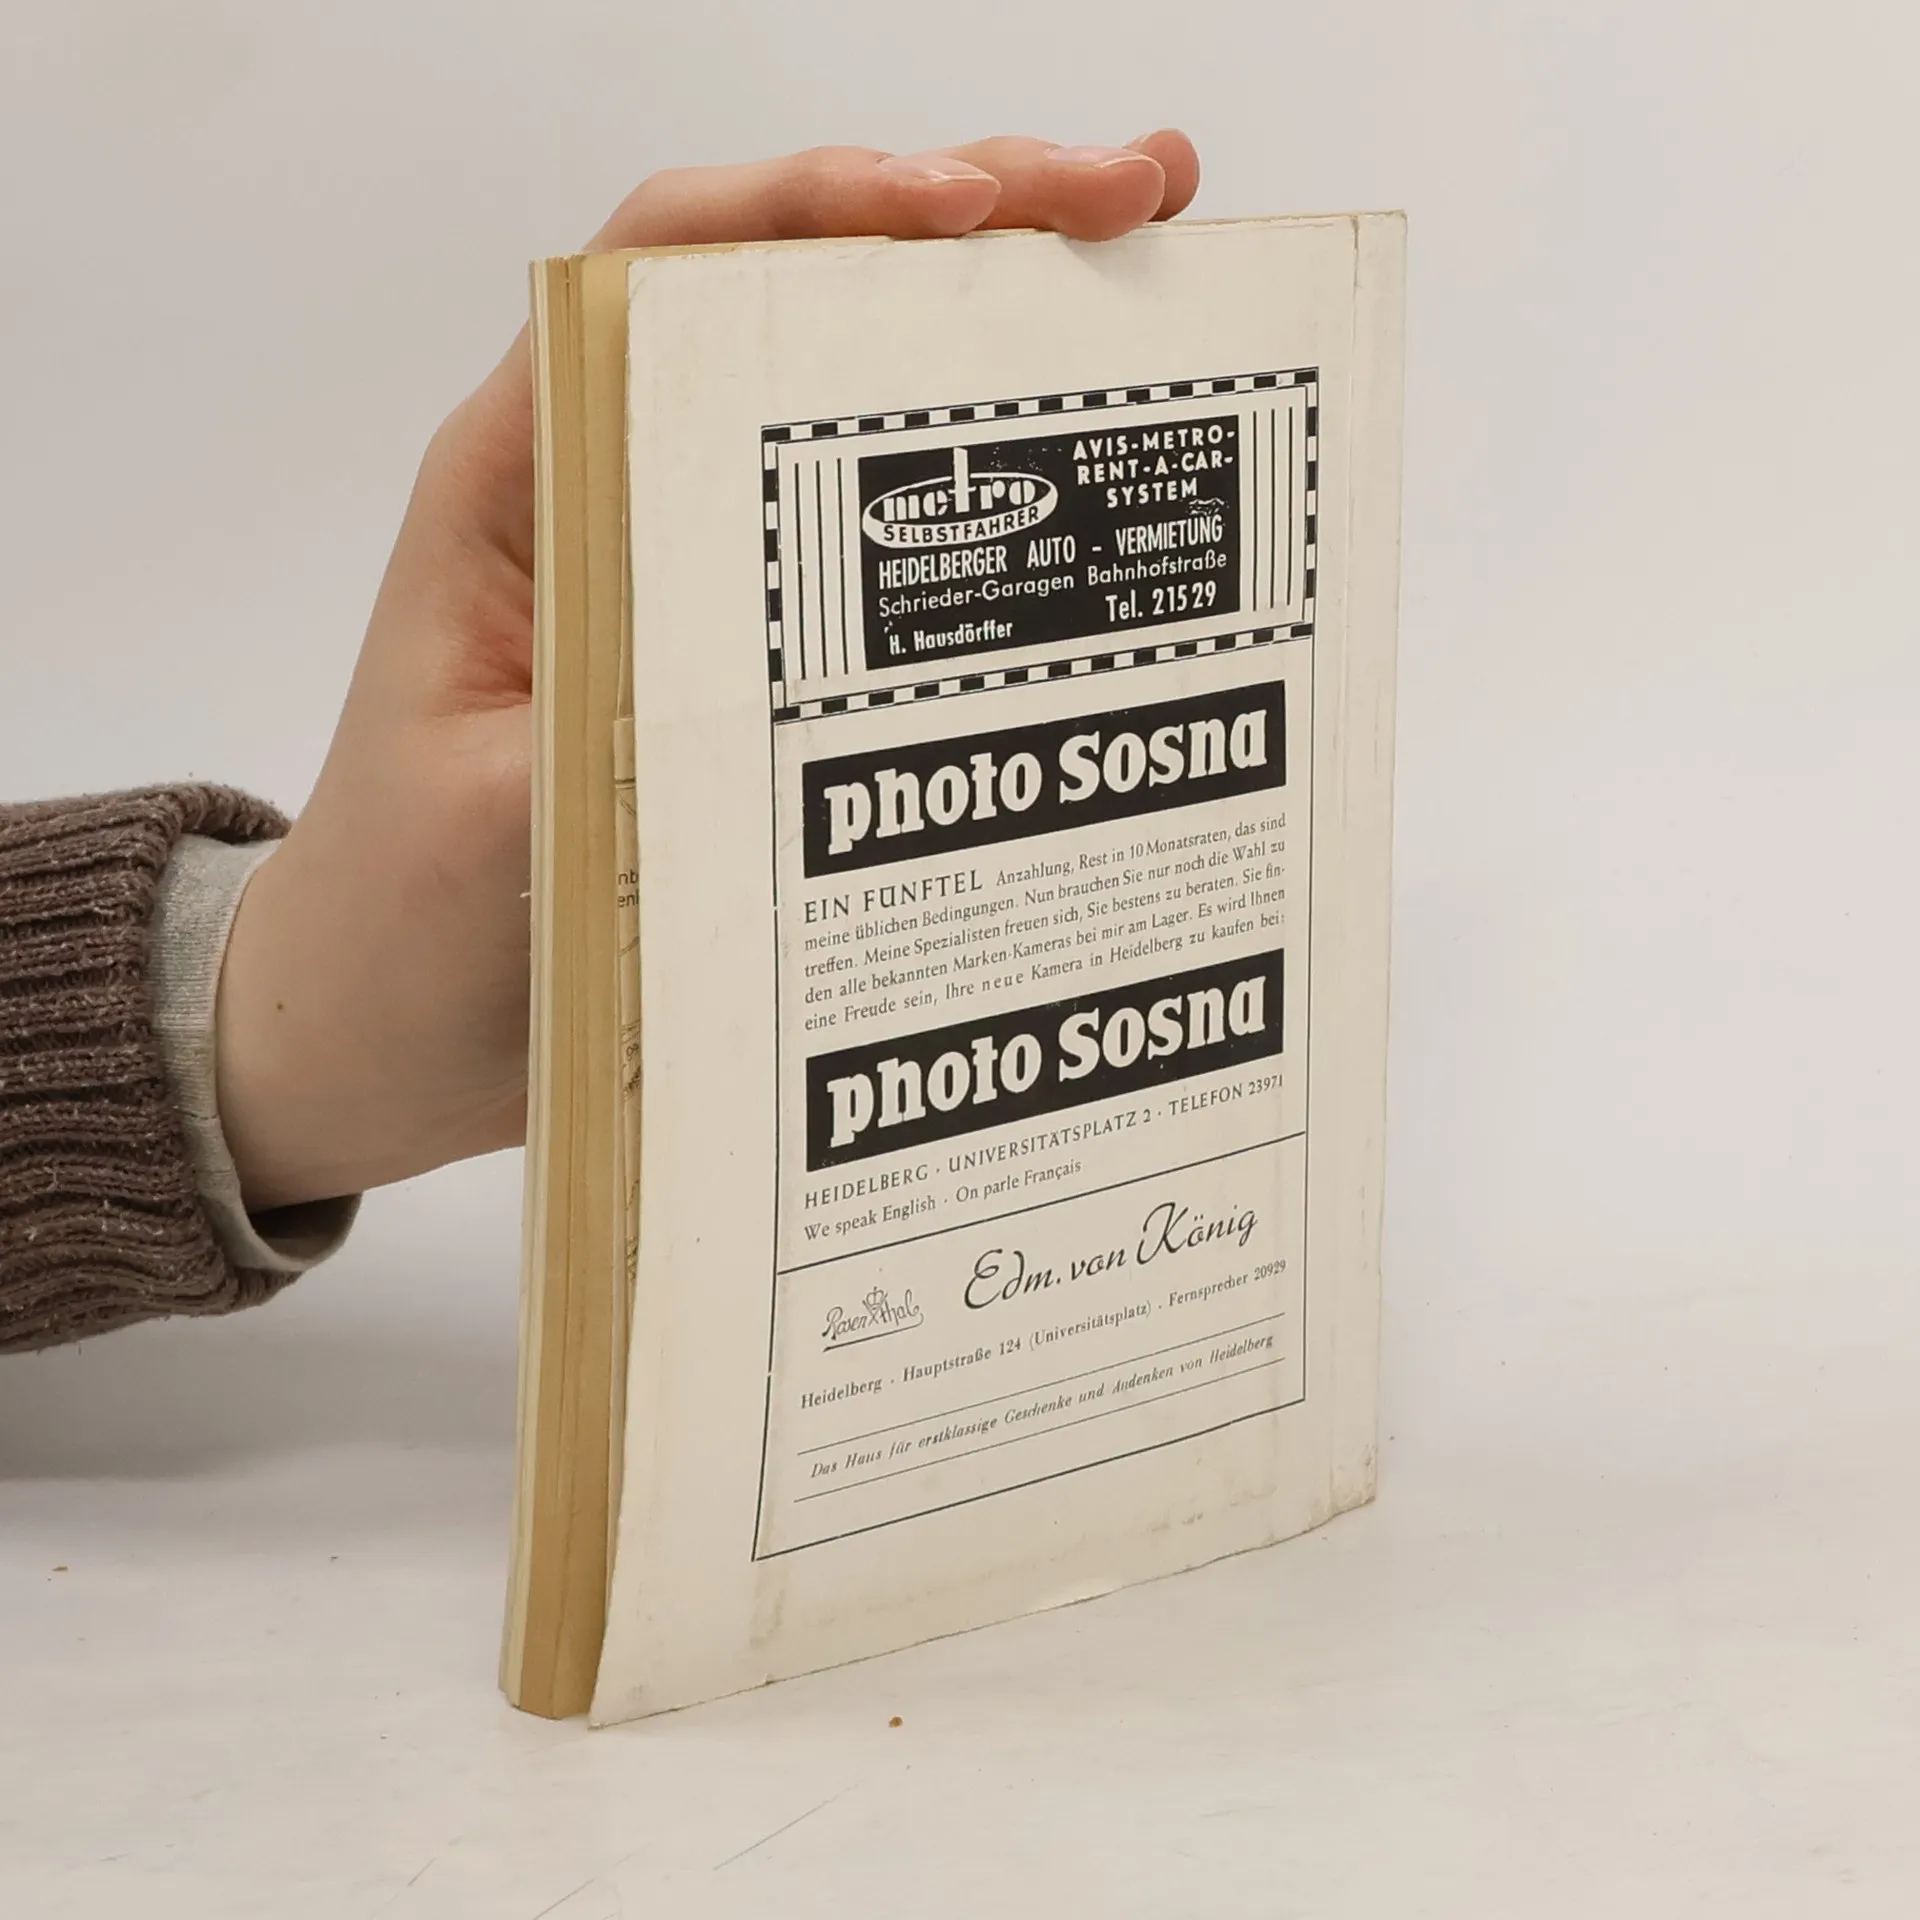 metro
SELBSTFAHRER
AVIS-METRO-
RENT-A-CAR-
SYSTEM
HEIDELBERGER AUTO - VERMIETUNG
Schrieder-Garagen Bahnhofstraße
H. Hausdörffer
Tel. 21529
photo sosna
EIN FÜNFTEL Anzahlung, Rest in 10 Monatsraten, das sind
meine üblichen Bedingungen. Nun brauchen Sie nur noch die Wahl zu
treffen. Meine Spezialisten freuen sich, Sie bestens zu beraten. Sie fin-
den alle bekannten Marken-Kameras bei mir am Lager. Es wird Ihnen
eine Freude sein, Ihre neue Kamera in Heidelberg zu kaufen bei:
photo sosna
HEIDELBERG · UNIVERSITÄTSPLATZ 2 · TELEFON 23971
We speak English · On parle Français
Rosenthal
Edm. von König
Heidelberg · Hauptstraße 124 (Universitätsplatz) · Fernsprecher 20929
Das Haus für erstklassige Geschenke und Andenken von Heidelberg